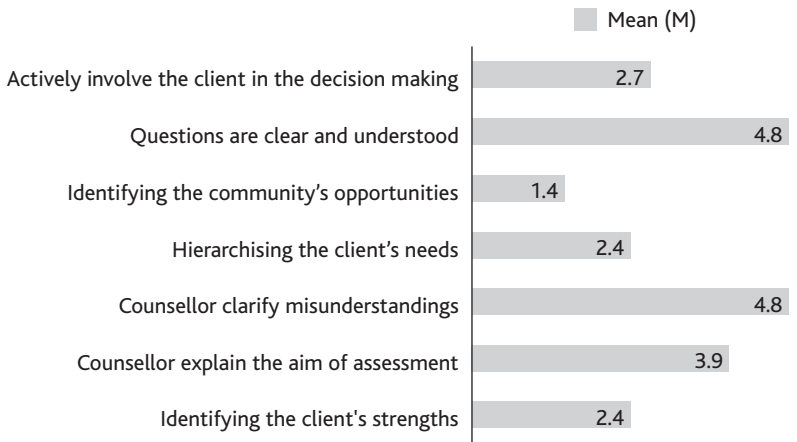 Mean (M)
Actively involve the client in the decision making 2.7
Questions are clear and understood 4.8
Identifying the community’s opportunities 1.4
Hierarchising the client’s needs 2.4
Counsellor clarify misunderstandings 4.8
Counsellor explain the aim of assessment 3.9
Identifying the client's strengths 2.4